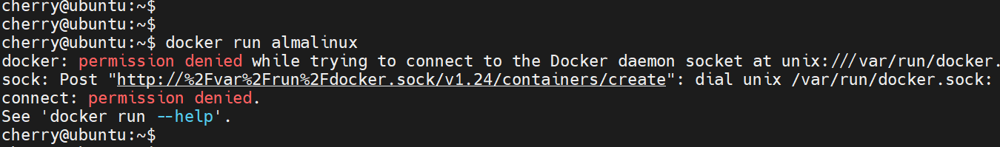 cherry@ubuntu:~$
cherry@ubuntu:~$
cherry@ubuntu:~$ docker run almalinux
docker: permission denied while trying to connect to the Docker daemon socket at unix:///var/run/docker.
sock: Post "http://%2Fvar%2Frun%2Fdocker.sock/v1.24/containers/create": dial unix /var/run/docker.sock:
connect: permission denied.
See 'docker run --help'.
cherry@ubuntu:~$